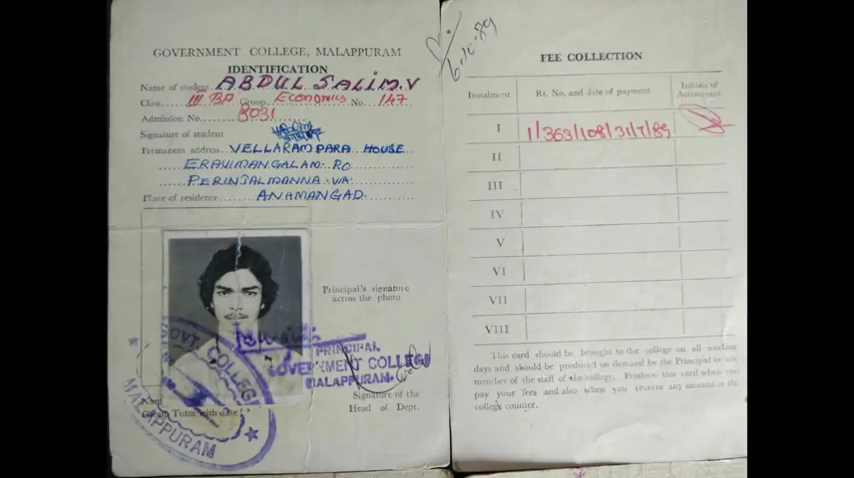 GOVERNMENT COLLEGE, MALAPPURAM
IDENTIFICATION
Name of student ABDUL SALIM.V
Class III BA Group Economics No 147
Admission No. 8031
Signature of student
Permanent address VELLARAMPARA HOUSE
ERAVIMANGALAM. P.O
PERINTALMANNA VIA
Place of residence ANAMANGAD.
Principal's signature
across the photo
PRINCIPAL
GOVERNMENT COLLEGE
MALAPPURAM.
GOVT. COLLEGE
MALAPPURAM
Tutor with date
Signature of the
Head of Dept.
6-10-89
FEE COLLECTION
Instalment Rt. No. and date of payment Initials of Accountant
I 1/369/108/31/7/89
II
III
IV
V
VI
VII
VIII
This card should be brought to the college on all working
days and should be produced on demand by the Principal or any
member of the staff of the college. Produce this card when you
pay your fees and also when you receive any amount at the
college counter.